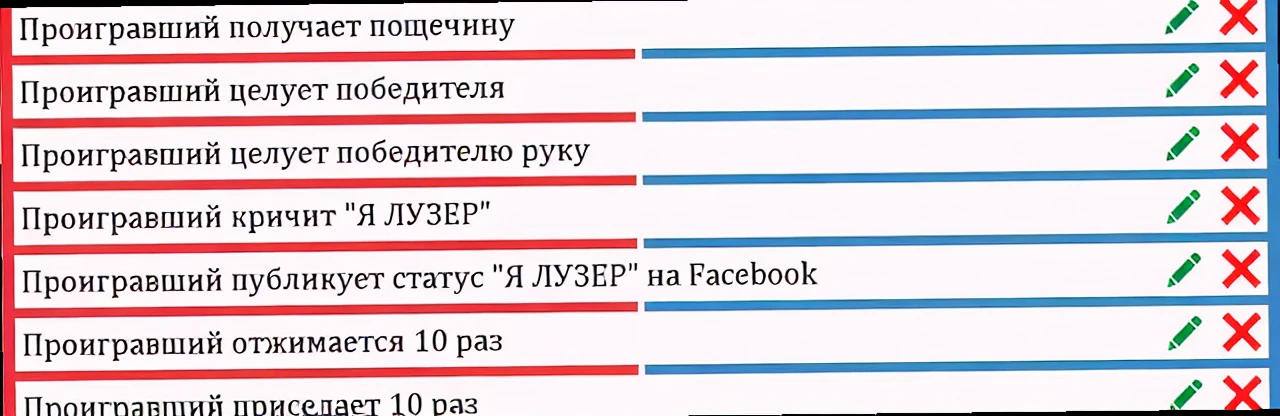 Проигравший получает пощечину
Проигравший целует победителя
Проигравший целует победителю руку
Проигравший кричит "Я ЛУЗЕР"
Проигравший публикует статус "Я ЛУЗЕР" на Facebook
Проигравший отжимается 10 раз
Проигравший приседает 10 раз